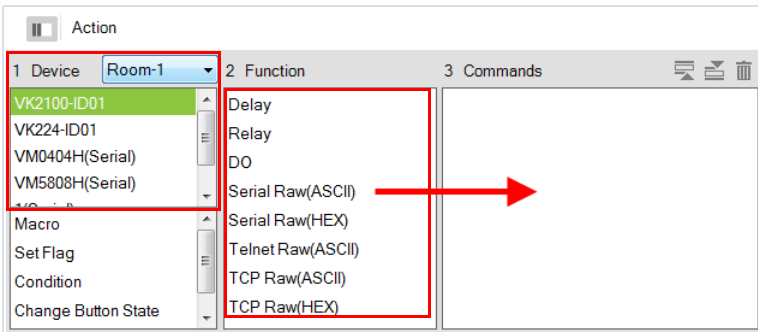 Action
1 Device Room-1 2 Function 3 Commands
VK2100-ID01
VK224-ID01
VM0404H(Serial)
VM5808H(Serial)
Macro
Set Flag
Condition
Change Button State
Delay
Relay
DO
Serial Raw(ASCII)
Serial Raw(HEX)
Telnet Raw(ASCII)
TCP Raw(ASCII)
TCP Raw(HEX)